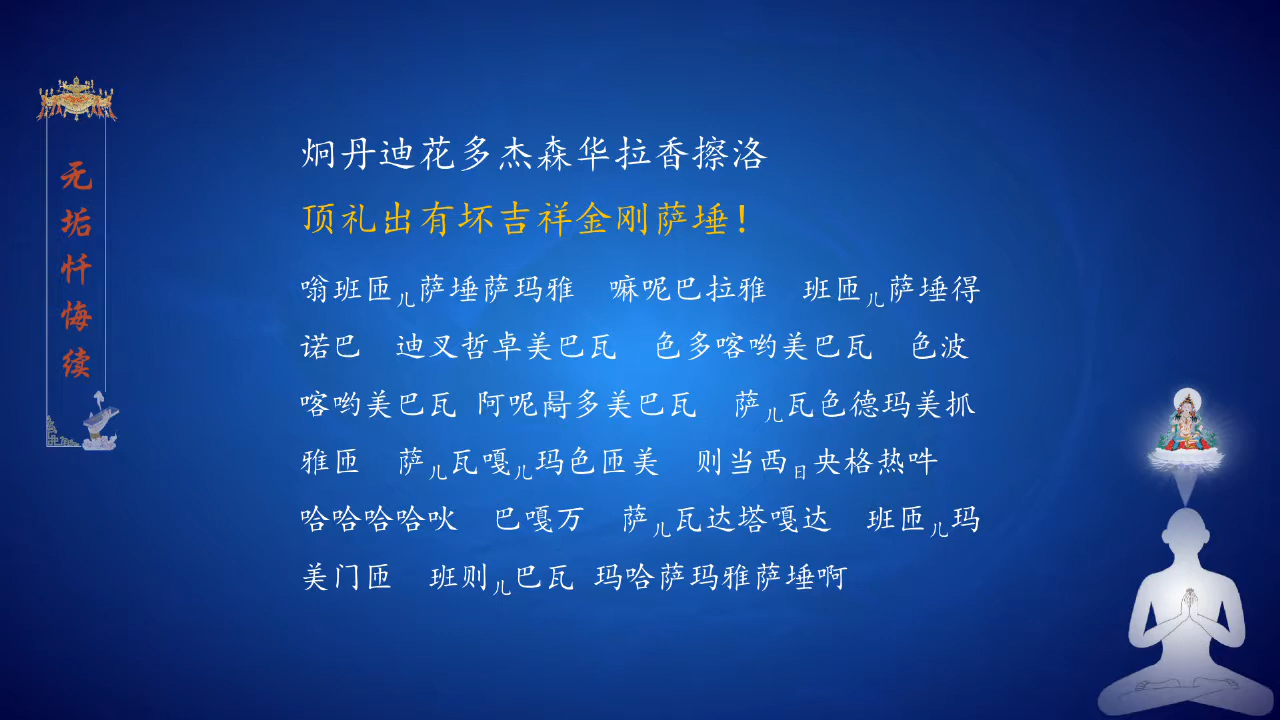 无垢忏悔续
炯丹迪花多杰森华拉香擦洛
顶礼出有坏吉祥金刚萨埵！
嗡班匝儿萨埵萨玛雅　嘛呢巴拉雅　班匝儿萨埵得
诺巴　迪叉哲卓美巴瓦　色多喀哟美巴瓦　色波
喀哟美巴瓦 阿呢咼多美巴瓦　萨儿瓦色德玛美抓
雅匝　萨儿瓦嘎儿玛色匝美　则当西日央格热吽
哈哈哈哈伙　巴嘎万　萨儿瓦达塔嘎达　班匝儿玛
美门匝　班则儿巴瓦 玛哈萨玛雅萨埵啊